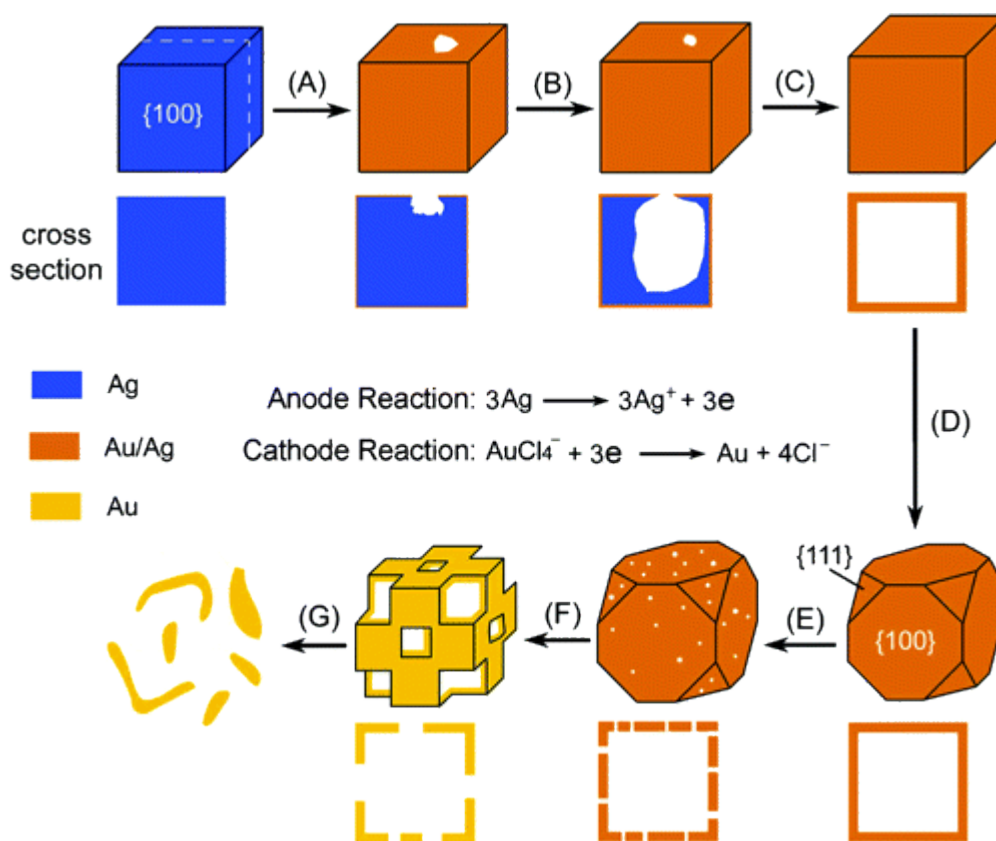 (A)
(B)
(C)
{100}
cross
section
Ag
Au/Ag
Au
Anode Reaction: 3Ag ⟶ 3Ag⁺ + 3e
Cathode Reaction: AuCl₄⁻ + 3e ⟶ Au + 4Cl⁻
(D)
{111}
(G)
(F)
(E)
{100}